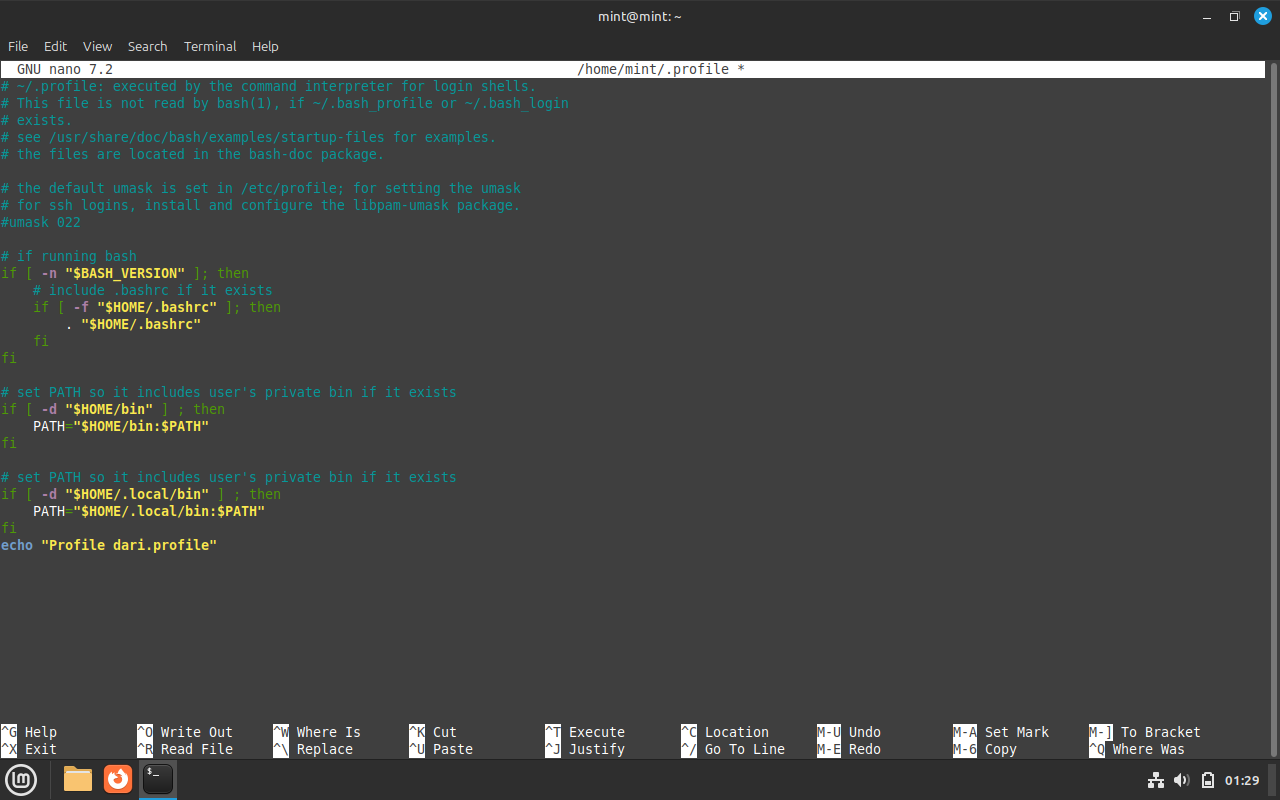 mint@mint: ~
File Edit View Search Terminal Help
GNU nano 7.2 /home/mint/.profile *
# ~/.profile: executed by the command interpreter for login shells.
# This file is not read by bash(1), if ~/.bash_profile or ~/.bash_login
# exists.
# see /usr/share/doc/bash/examples/startup-files for examples.
# the files are located in the bash-doc package.

# the default umask is set in /etc/profile; for setting the umask
# for ssh logins, install and configure the libpam-umask package.
#umask 022

# if running bash
if [ -n "$BASH_VERSION" ]; then
    # include .bashrc if it exists
    if [ -f "$HOME/.bashrc" ]; then
        . "$HOME/.bashrc"
    fi
fi

# set PATH so it includes user's private bin if it exists
if [ -d "$HOME/bin" ] ; then
    PATH="$HOME/bin:$PATH"
fi

# set PATH so it includes user's private bin if it exists
if [ -d "$HOME/.local/bin" ] ; then
    PATH="$HOME/.local/bin:$PATH"
fi
echo "Profile dari.profile"
^G Help ^O Write Out ^W Where Is ^K Cut ^T Execute ^C Location M-U Undo M-A Set Mark M-] To Bracket
^X Exit ^R Read File ^\ Replace ^U Paste ^J Justify ^/ Go To Line M-E Redo M-6 Copy ^Q Where Was
$_ 01:29